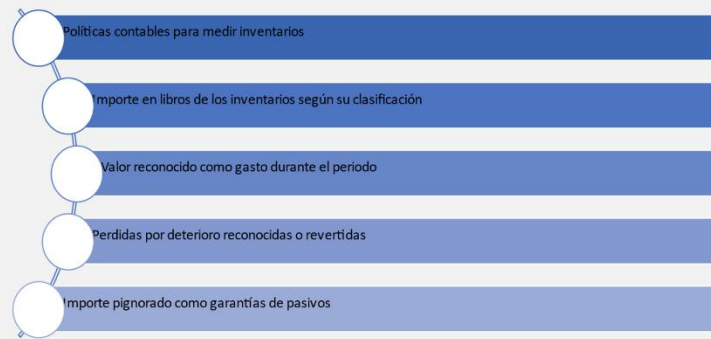 Políticas contables para medir inventarios
Importe en libros de los inventarios según su clasificación
Valor reconocido como gasto durante el periodo
Perdidas por deterioro reconocidas o revertidas
Importe pignorado como garantías de pasivos